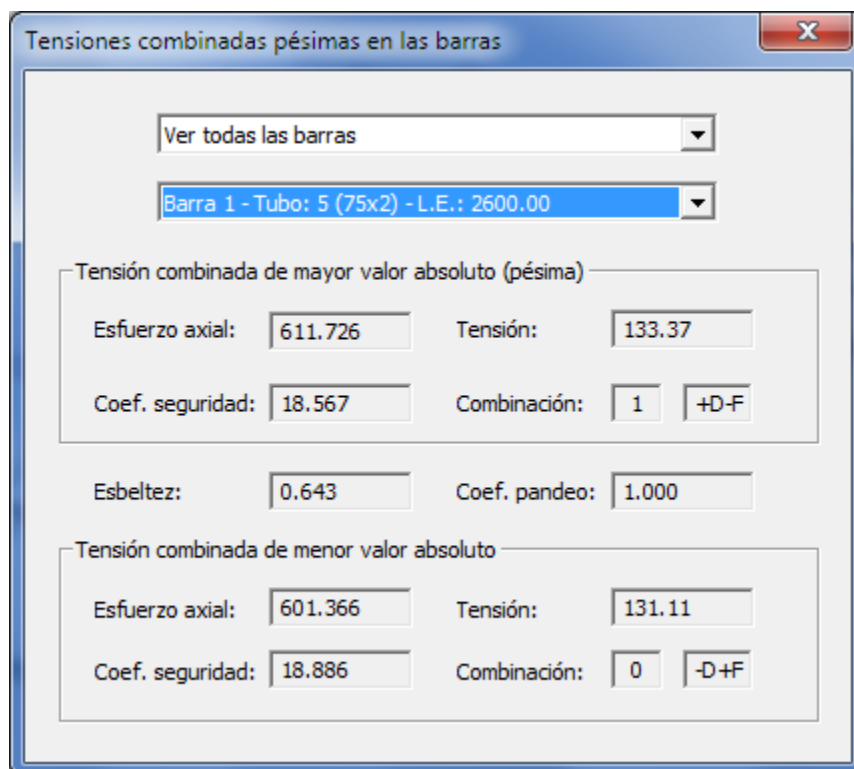 Tensiones combinadas pésimas en las barras
Ver todas las barras
Barra 1 - Tubo: 5 (75x2) - L.E.: 2600.00
Tensión combinada de mayor valor absoluto (pésima)
Esfuerzo axial: 611.726 Tensión: 133.37
Coef. seguridad: 18.567 Combinación: 1 +D-F
Esbeltez: 0.643 Coef. pandeo: 1.000
Tensión combinada de menor valor absoluto
Esfuerzo axial: 601.366 Tensión: 131.11
Coef. seguridad: 18.886 Combinación: 0 -D+F